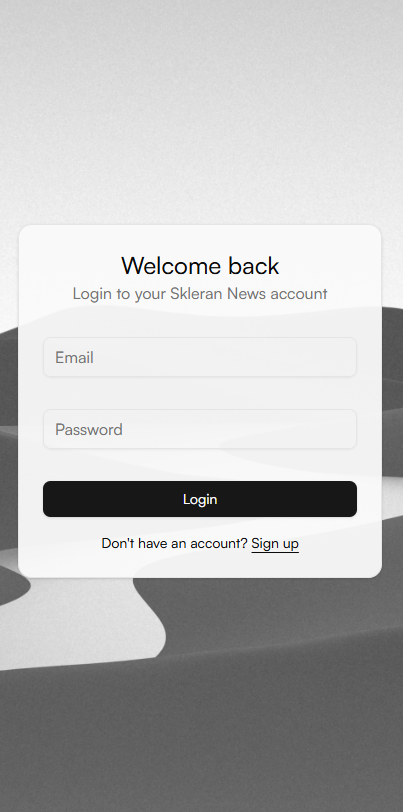 Welcome back
Login to your Skleran News account
Email
Password
Login
Don't have an account? Sign up